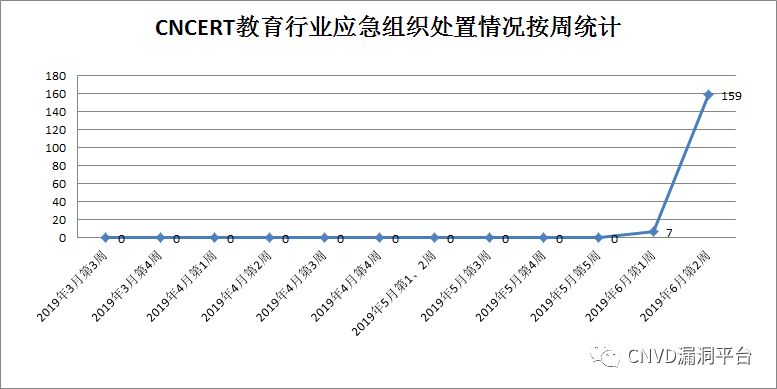 CNCERT教育行业应急组织处置情况按周统计
180
160
140
120
100
80
60
40
20
0
159
0 0 0 0 0 0 0 0 0 0 7
2019年3月第3周
2019年3月第4周
2019年4月第1周
2019年4月第2周
2019年4月第3周
2019年4月第4周
2019年5月第1、2周
2019年5月第3周
2019年5月第4周
2019年5月第5周
2019年6月第1周
2019年6月第2周
CNVD漏洞平台